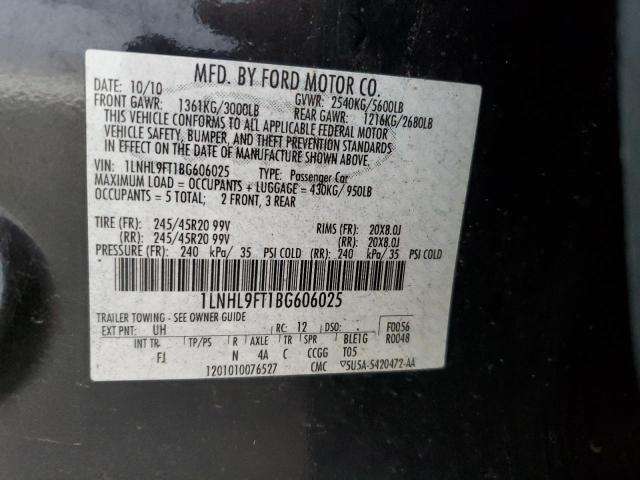 MFD. BY FORD MOTOR CO.
DATE: 10/10 GVWR: 2540KG/5600LB
FRONT GAWR: 1361KG/3000LB REAR GAWR: 1216KG/2680LB
THIS VEHICLE CONFORMS TO ALL APPLICABLE FEDERAL MOTOR
VEHICLE SAFETY, BUMPER, AND THEFT PREVENTION STANDARDS
IN EFFECT ON THE DATE OF MANUFACTURE SHOWN ABOVE.
VIN: 1LNHL9FT1BG606025 TYPE: Passenger Car
MAXIMUM LOAD = OCCUPANTS + LUGGAGE = 430KG/950LB
OCCUPANTS = 5 TOTAL; 2 FRONT, 3 REAR
TIRE (FR): 245/45R20 99V RIMS (FR): 20X8.0J
(RR): 245/45R20 99V (RR): 20X8.0J
PRESSURE (FR): 240 kPa/ 35 PSI COLD (RR): 240 kPa/ 35 PSI COLD
1LNHL9FT1BG606025
TRAILER TOWING - SEE OWNER GUIDE
EXT PNT: UH RC: 12 DSO: F0056
INT TR TP/PS R AXLE TR SPR BLE1G R0048
FJ N 4A C CCGG T05
1201010076527 CMC 5U5A-5420472-AA